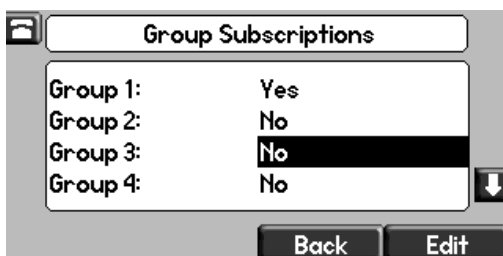 Group Subscriptions
Group 1: Yes
Group 2: No
Group 3: No
Group 4: No
Back Edit